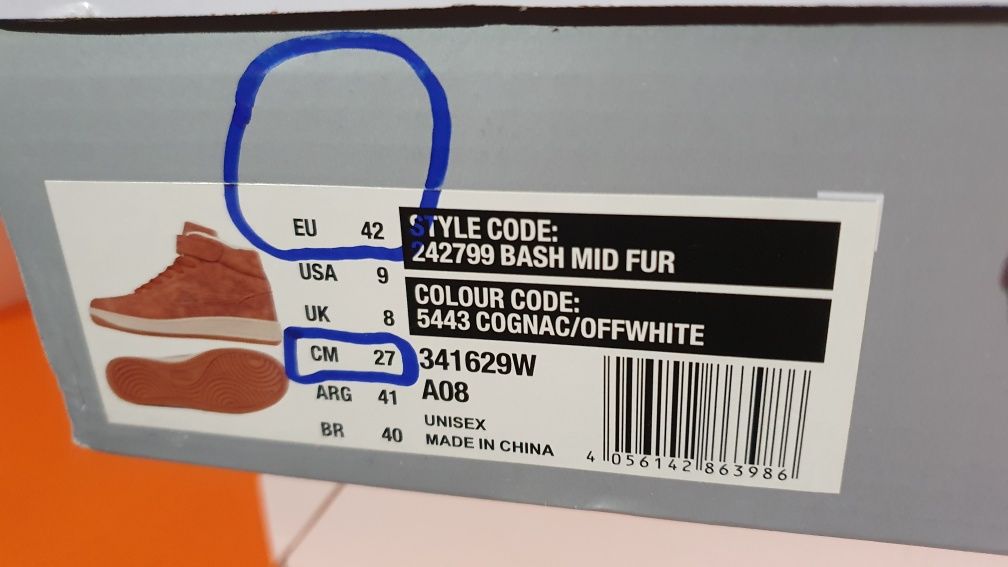 EU 42
USA 9
UK 8
CM 27
ARG 41
BR 40
STYLE CODE:
242799 BASH MID FUR
COLOUR CODE:
5443 COGNAC/OFFWHITE
341629W
A08
UNISEX
MADE IN CHINA
4 056142 863986